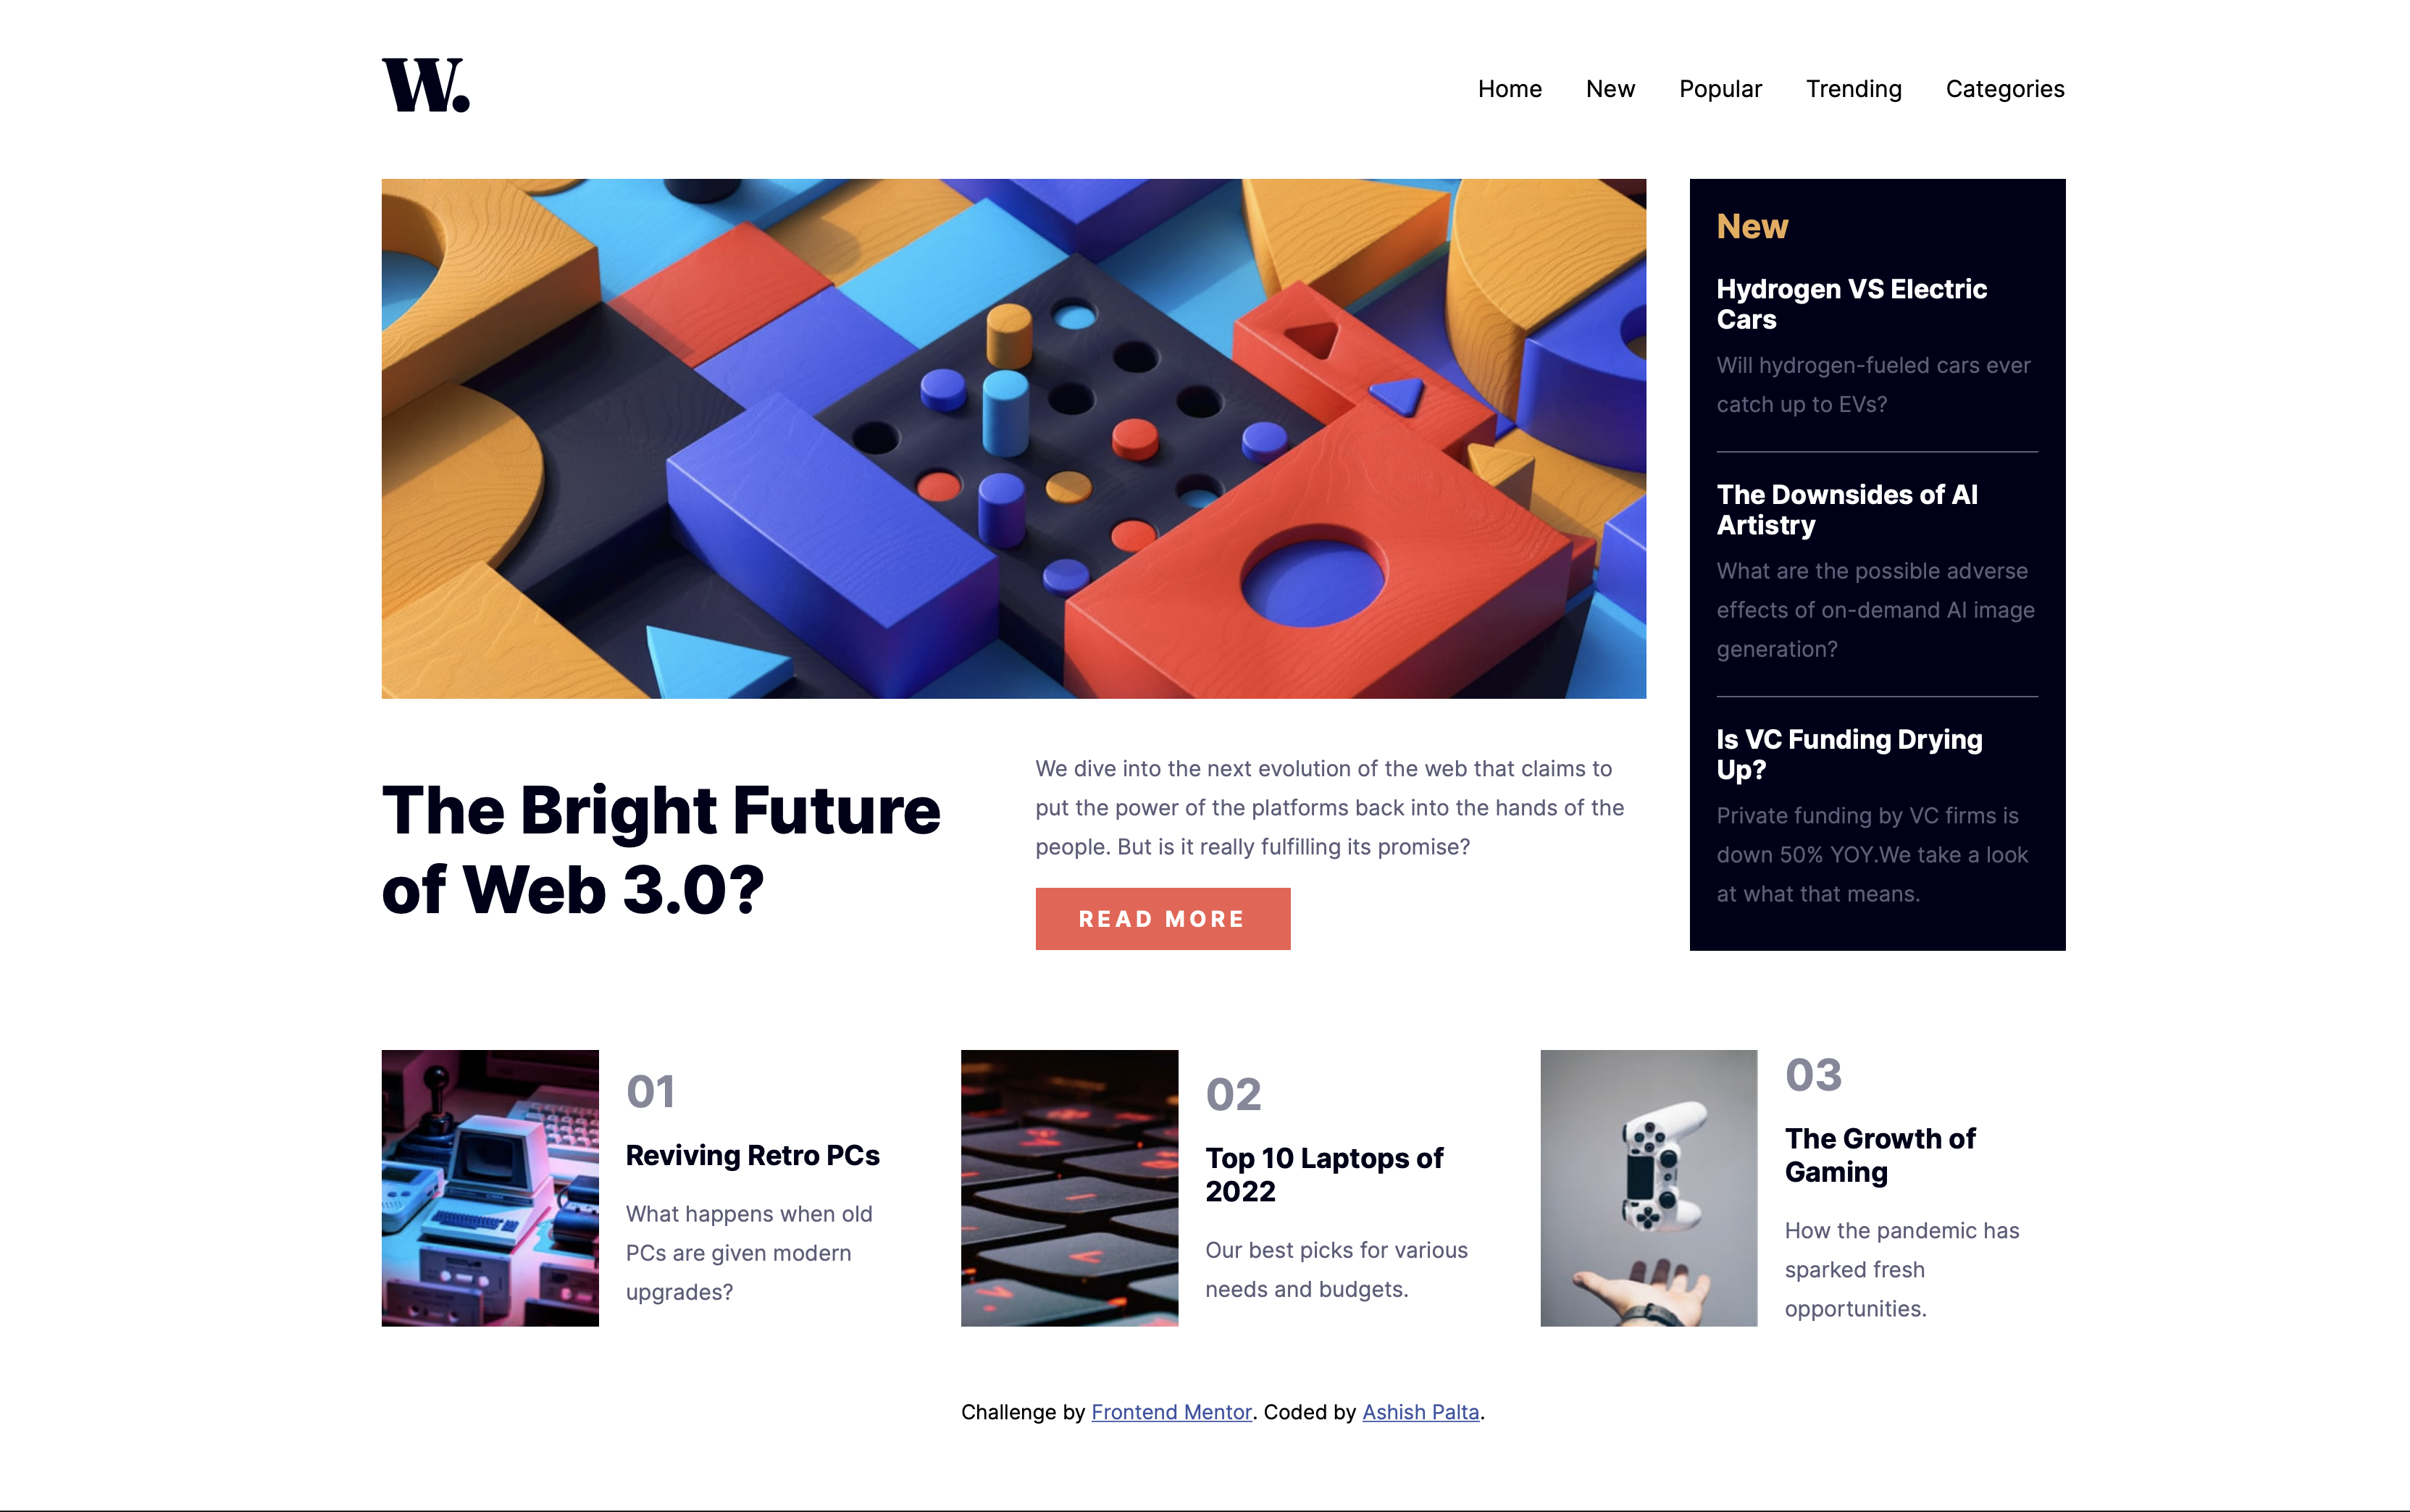 W.
Home New Popular Trending Categories
The Bright Future
of Web 3.0?
We dive into the next evolution of the web that claims to
put the power of the platforms back into the hands of the
people. But is it really fulfilling its promise?
READ MORE
New
Hydrogen VS Electric
Cars
Will hydrogen-fueled cars ever
catch up to EVs?
The Downsides of AI
Artistry
What are the possible adverse
effects of on-demand AI image
generation?
Is VC Funding Drying
Up?
Private funding by VC firms is
down 50% YOY.We take a look
at what that means.
01
Reviving Retro PCs
What happens when old
PCs are given modern
upgrades?
02
Top 10 Laptops of
2022
Our best picks for various
needs and budgets.
03
The Growth of
Gaming
How the pandemic has
sparked fresh
opportunities.
Challenge by Frontend Mentor. Coded by Ashish Palta.